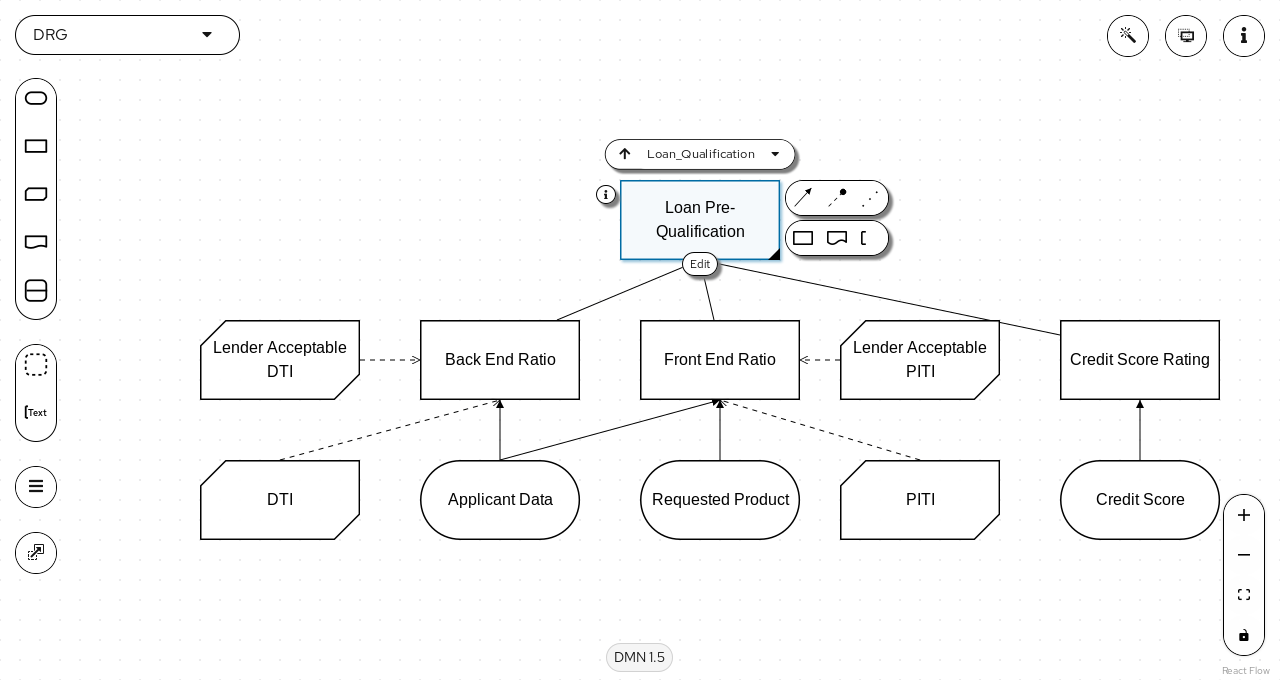 DRG
Loan_Qualification
Loan Pre-
Qualification
Edit
Lender Acceptable
DTI
Back End Ratio
Front End Ratio
Lender Acceptable
PITI
Credit Score Rating
Text
DTI
Applicant Data
Requested Product
PITI
Credit Score
DMN 1.5
React Flow